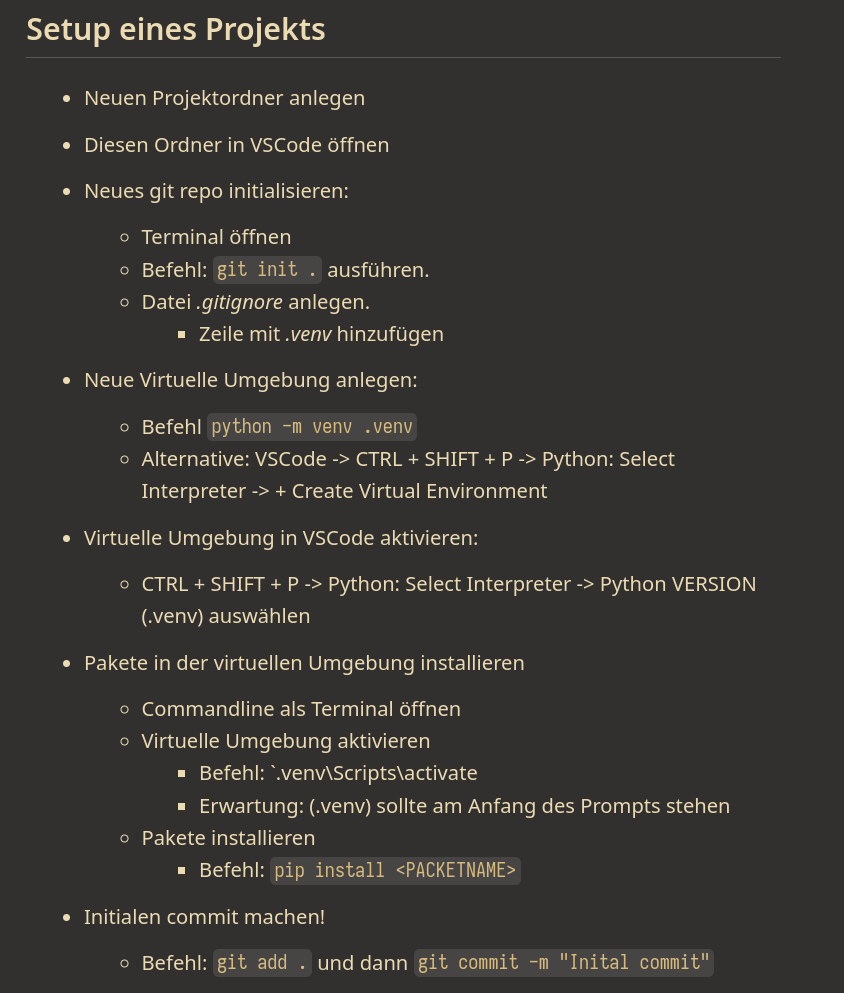 Setup eines Projekts
Neuen Projektordner anlegen
Diesen Ordner in VSCode öffnen
Neues git repo initialisieren:
Terminal öffnen
Befehl: git init . ausführen.
Datei .gitignore anlegen.
Zeile mit .venv hinzufügen
Neue Virtuelle Umgebung anlegen:
Befehl python -m venv .venv
Alternative: VSCode -> CTRL + SHIFT + P -> Python: Select
Interpreter -> + Create Virtual Environment
Virtuelle Umgebung in VSCode aktivieren:
CTRL + SHIFT + P -> Python: Select Interpreter -> Python VERSION
(.venv) auswählen
Pakete in der virtuellen Umgebung installieren
Commandline als Terminal öffnen
Virtuelle Umgebung aktivieren
Befehl: `.venv\Scripts\activate
Erwartung: (.venv) sollte am Anfang des Prompts stehen
Pakete installieren
Befehl: pip install <PACKETNAME>
Initialen commit machen!
Befehl: git add . und dann git commit -m "Inital commit"